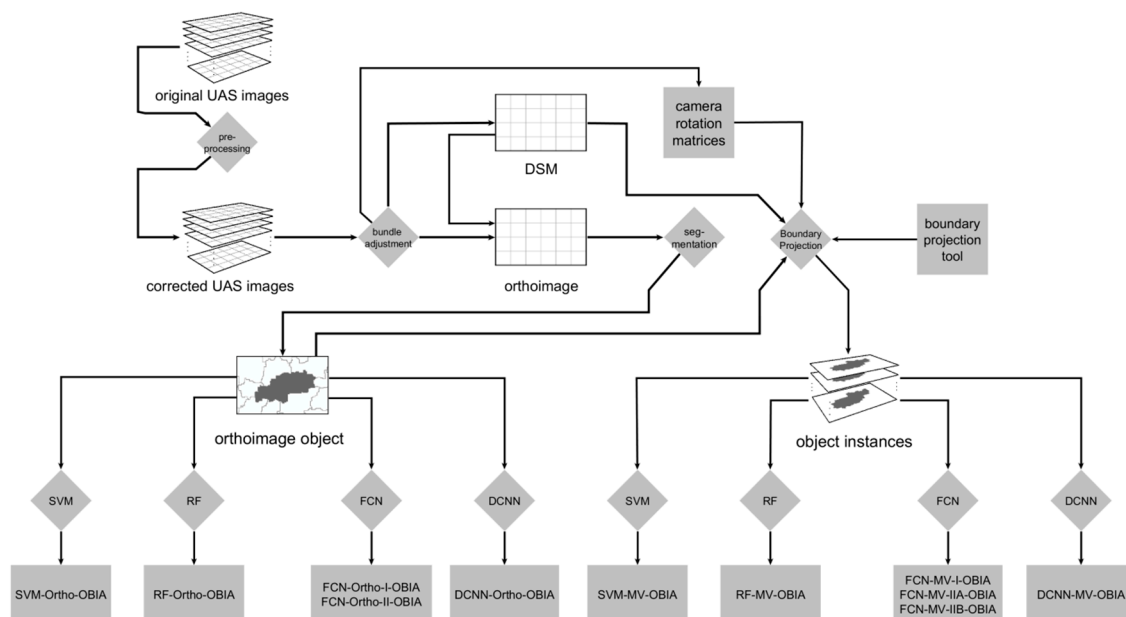 original UAS images
pre-
processing
corrected UAS images
bundle
adjustment
DSM
orthoimage
camera
rotation
matrices
seg-
mentation
Boundary
Projection
boundary
projection
tool
orthoimage object
object instances
SVM
RF
FCN
DCNN
SVM
RF
FCN
DCNN
SVM-Ortho-OBIA
RF-Ortho-OBIA
FCN-Ortho-I-OBIA
FCN-Ortho-II-OBIA
DCNN-Ortho-OBIA
SVM-MV-OBIA
RF-MV-OBIA
FCN-MV-I-OBIA
FCN-MV-IIA-OBIA
FCN-MV-IIB-OBIA
DCNN-MV-OBIA